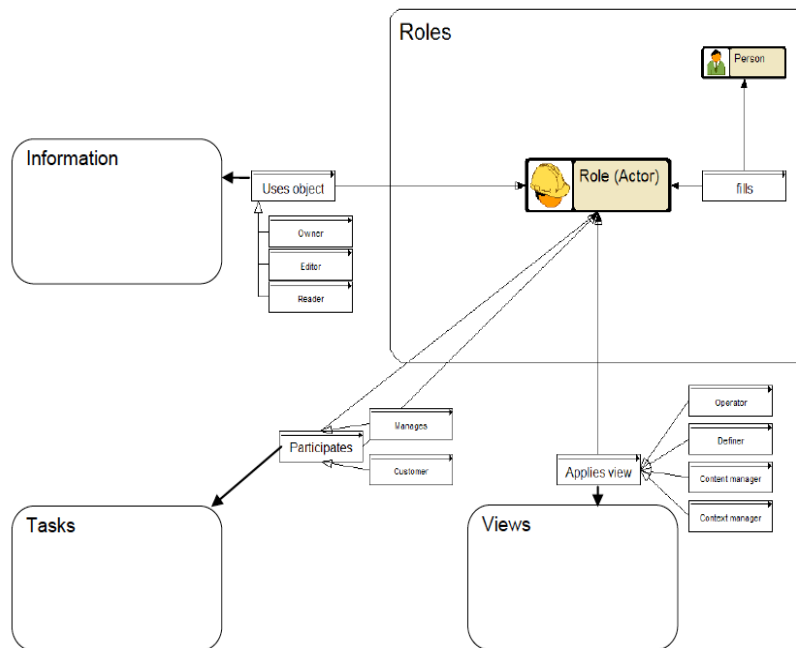 Roles
Person
Information
Role (Actor)
Uses object
fills
Owner
Editor
Reader
Operator
Manages
Definer
Participates
Customer
Applies view
Content manager
Context manager
Tasks
Views